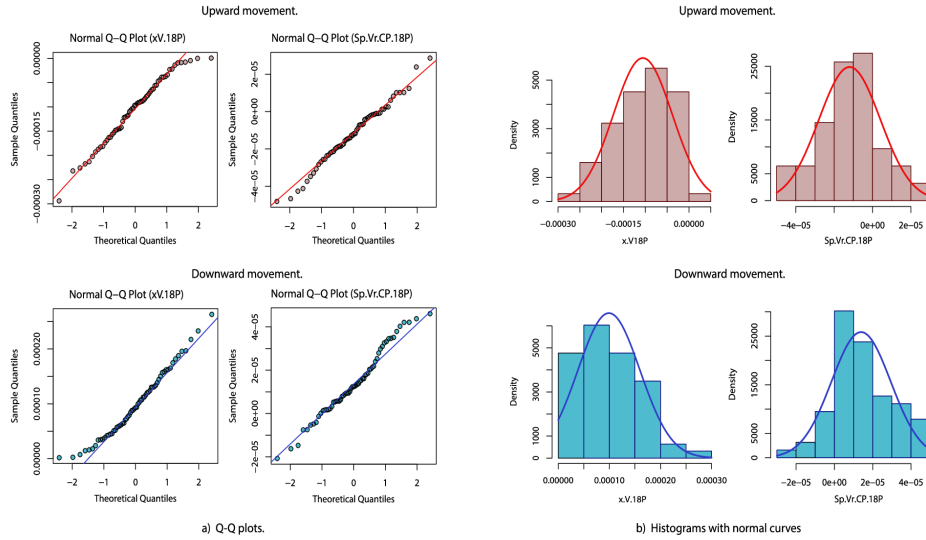 Upward movement.
Normal Q–Q Plot (xV.18P)
Sample Quantiles
0.00000
−0.00015
−0.00030
−2 −1 0 1 2
Theoretical Quantiles
Normal Q–Q Plot (Sp.Vr.CP.18P)
Sample Quantiles
2e−05
0e+00
−2e−05
−4e−05
−2 −1 0 1 2
Theoretical Quantiles
Upward movement.
Density
5000
3000
0 1000
−0.00030 −0.00015 0.00000
x.V18P
Density
25000
15000
0 5000
−4e−05 0e+00 2e−05
Sp.Vr.CP.18P
Downward movement.
Normal Q–Q Plot (xV.18P)
Sample Quantiles
0.00020
0.00010
0.00000
−2 −1 0 1 2
Theoretical Quantiles
Normal Q–Q Plot (Sp.Vr.CP.18P)
Sample Quantiles
4e−05
2e−05
0e+00
−2e−05
−2 −1 0 1 2
Theoretical Quantiles
Downward movement.
Density
3000
0 1000
0.00000 0.00010 0.00020 0.00030
x.V.18P
Density
25000
15000
0 5000
−2e−05 0e+00 2e−05 4e−05
Sp.Vr.CP.18P
a) Q-Q plots.
b) Histograms with normal curves